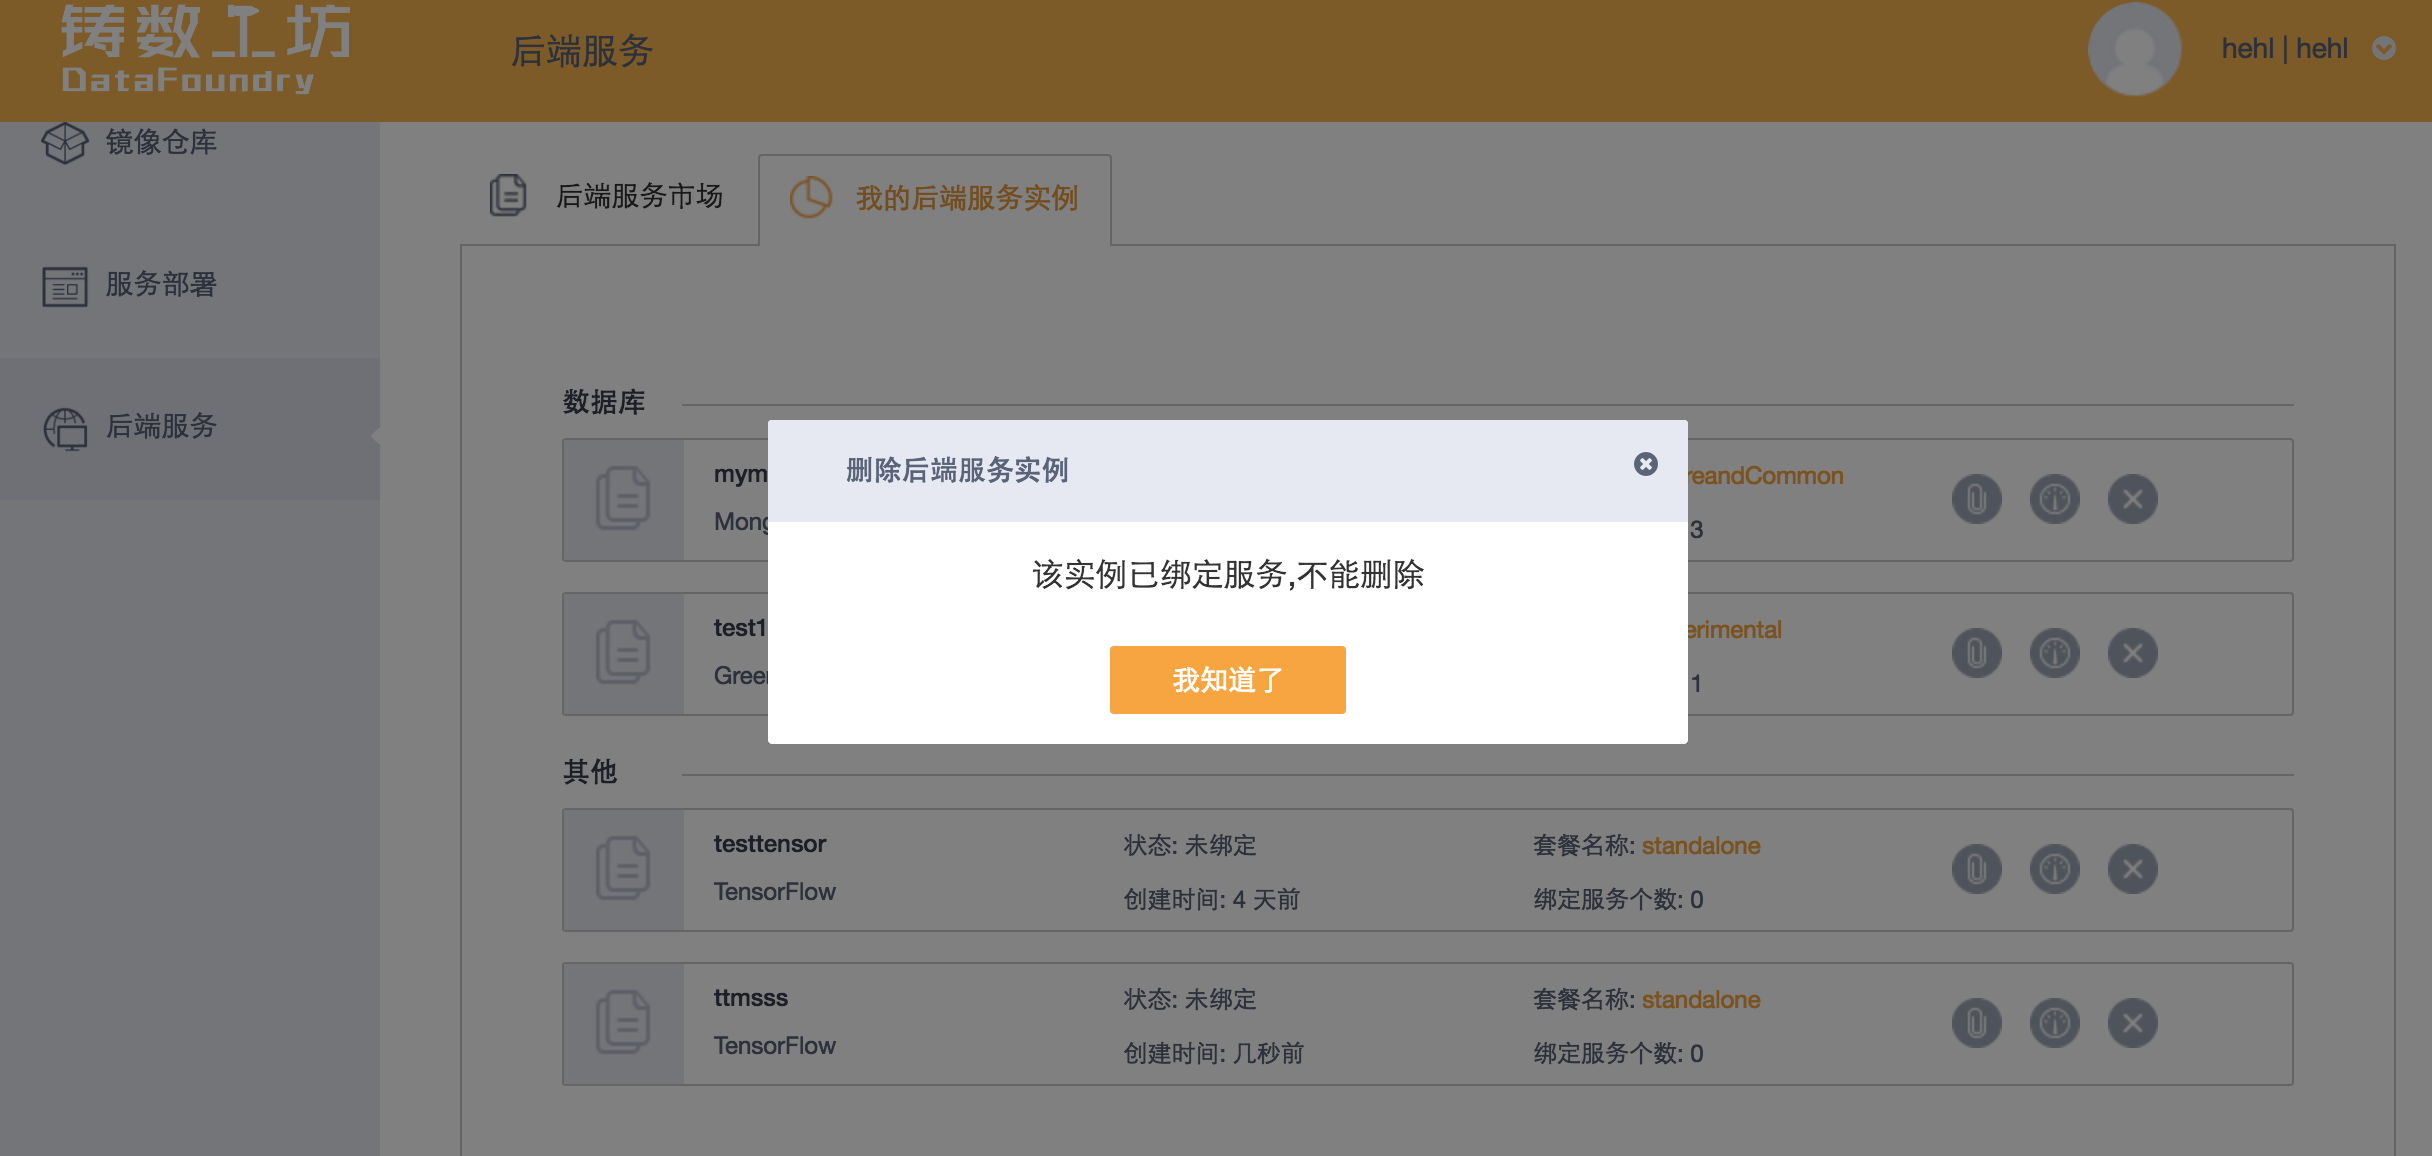 铸数工坊
DataFoundry
后端服务
hehl | hehl
镜像仓库
服务部署
后端服务
后端服务市场
我的后端服务实例
数据库
删除后端服务实例
该实例已绑定服务,不能删除
我知道了
3
test1
1
其他
testtensor
TensorFlow
状态: 未绑定
创建时间: 4 天前
套餐名称: standalone
绑定服务个数: 0
ttmsss
TensorFlow
状态: 未绑定
创建时间: 几秒前
套餐名称: standalone
绑定服务个数: 0